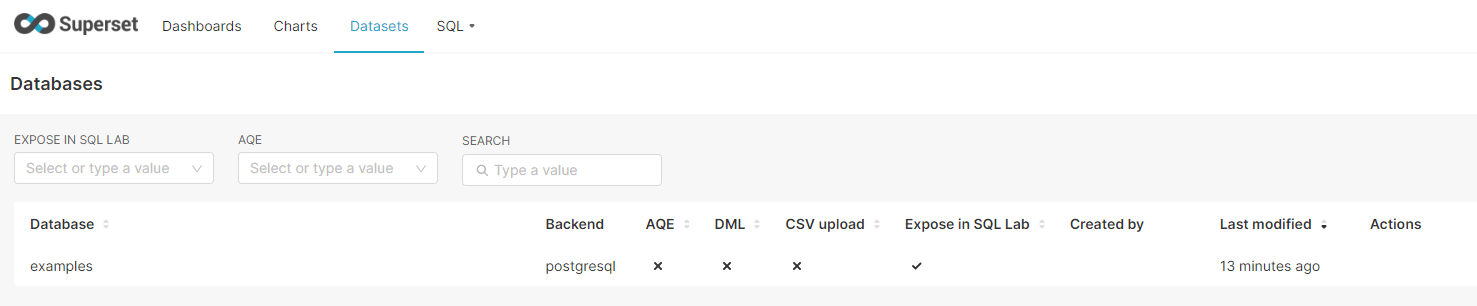 Superset Dashboards Charts Datasets SQL
Databases
EXPOSE IN SQL LAB AQE SEARCH
Select or type a value Select or type a value Type a value
Database Backend AQE DML CSV upload Expose in SQL Lab Created by Last modified Actions
examples postgresql 13 minutes ago